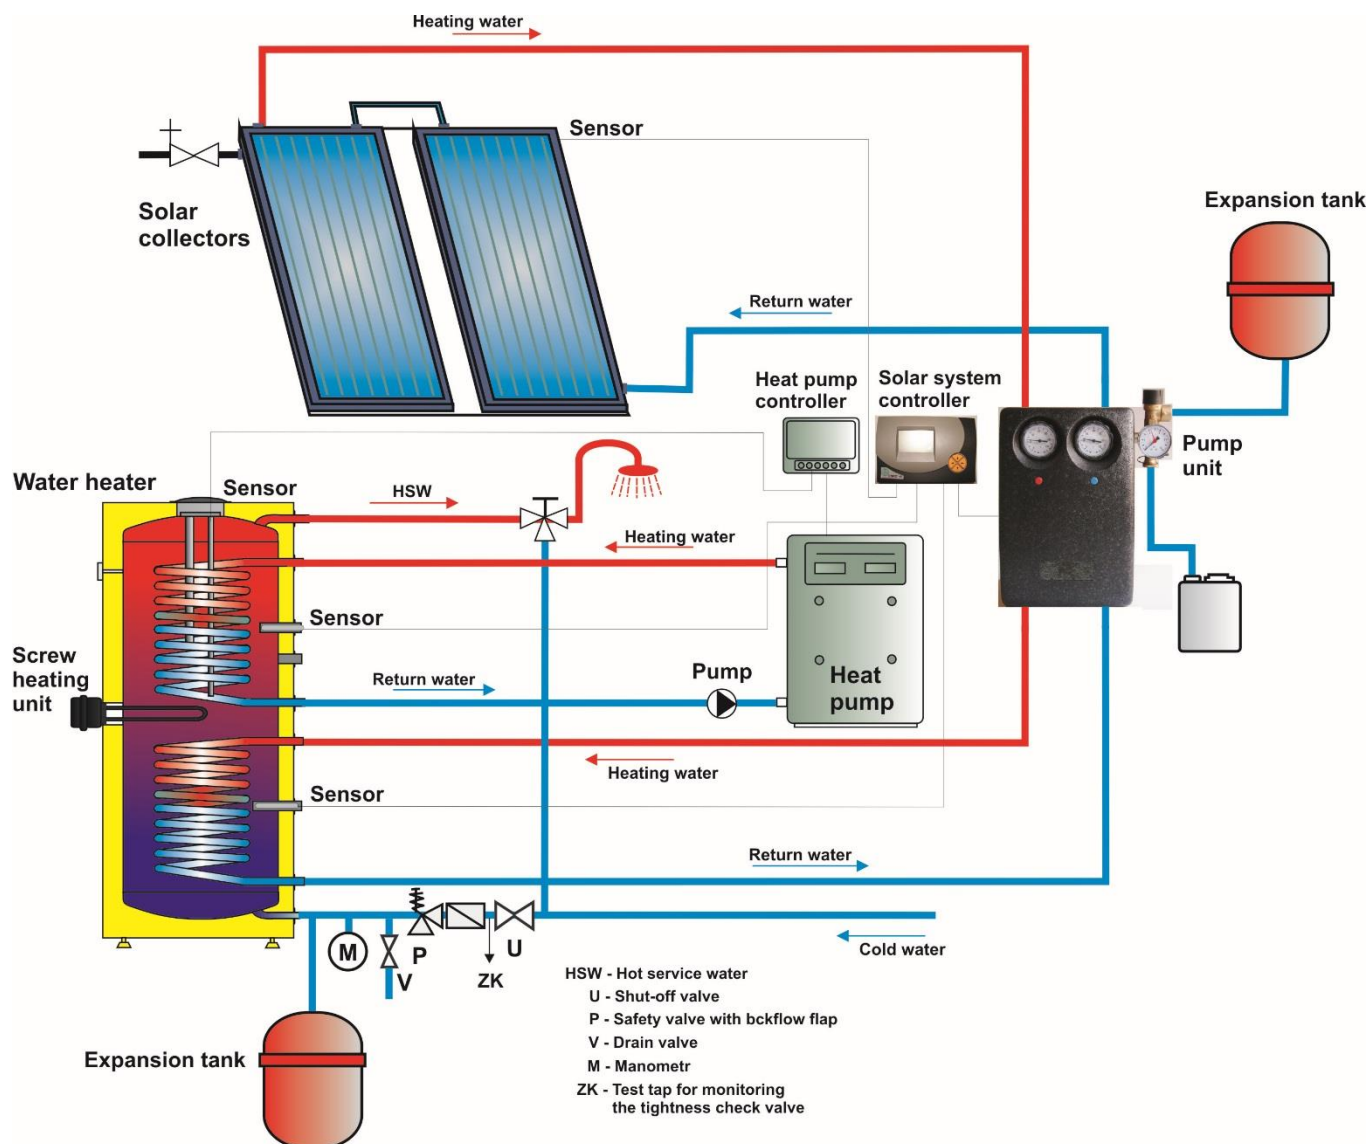 Heating water
Sensor
Solar
collectors
Expansion tank
Return water
Heat pump
controller
Solar system
controller
Pump
unit
Water heater
Sensor
HSW
Heating water
Sensor
Screw
heating
unit
Return water
Pump
Heat
pump
Heating water
Sensor
Return water
M
V
P
ZK
U
Cold water
HSW - Hot service water
U - Shut-off valve
P - Safety valve with bckflow flap
V - Drain valve
M - Manometr
ZK - Test tap for monitoring
the tightness check valve
Expansion tank